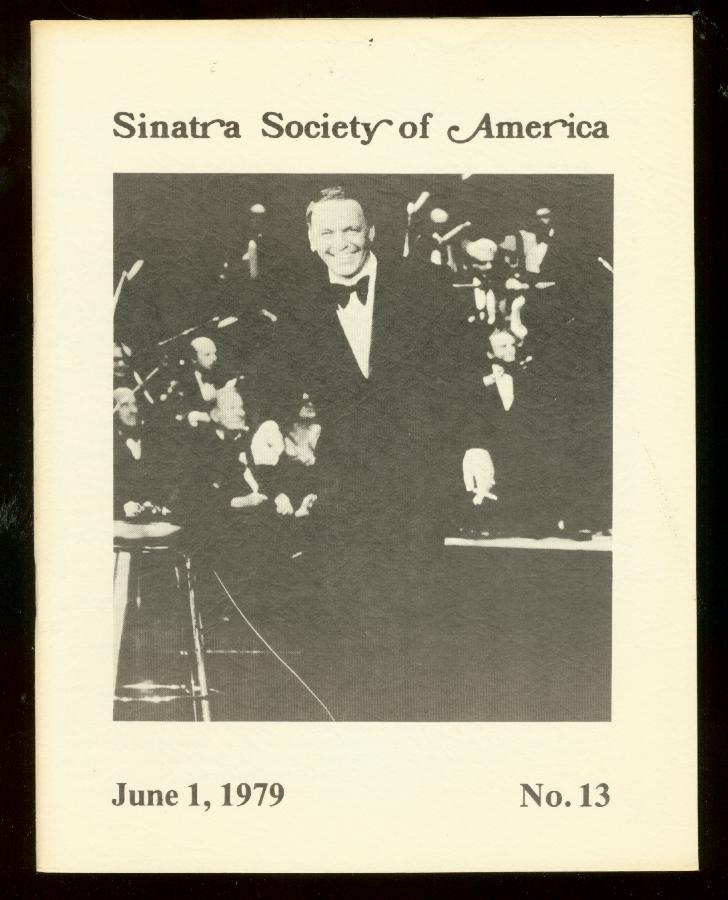 Sinatra Society of America
June 1, 1979
No. 13